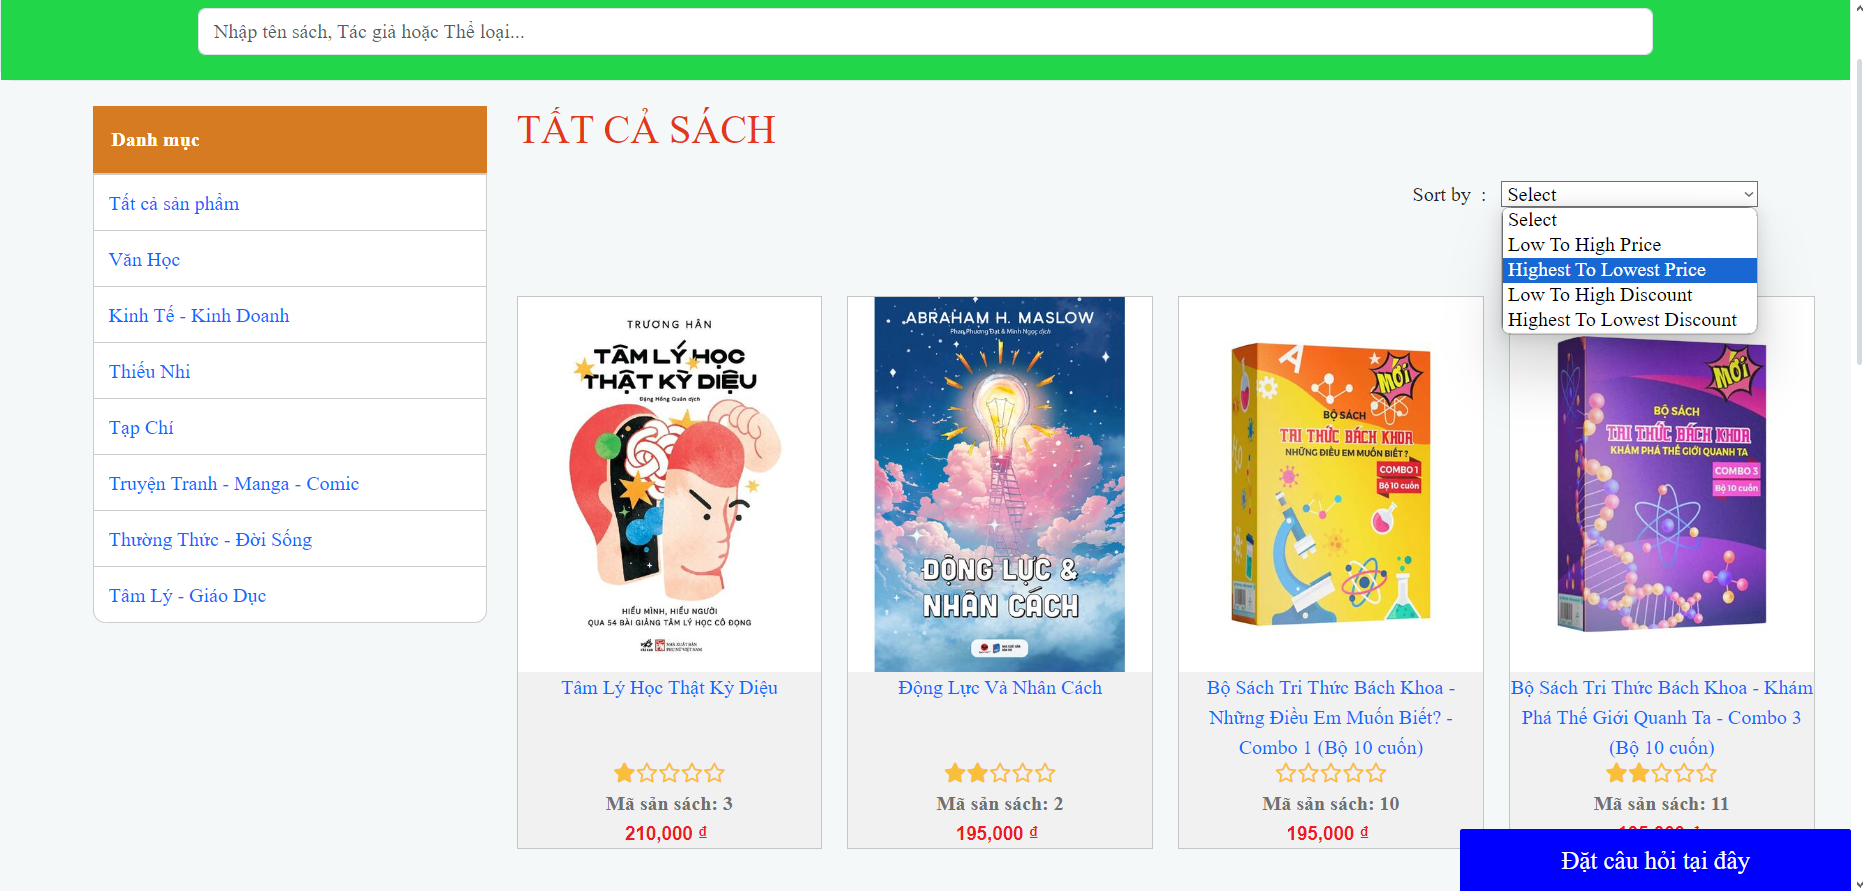 Nhập tên sách, Tác giả hoặc Thể loại...
Danh mục
Tất cả sản phẩm
Văn Học
Kinh Tế - Kinh Doanh
Thiếu Nhi
Tạp Chí
Truyện Tranh - Manga - Comic
Thường Thức - Đời Sống
Tâm Lý - Giáo Dục
TẤT CẢ SÁCH
Sort by :
Select
Select
Low To High Price
Highest To Lowest Price
Low To High Discount
Highest To Lowest Discount
TRƯƠNG HÂN
TÂM LÝ HỌC
THẬT KỲ DIỆU
Đặng Hồng Quân dịch
HIỂU MÌNH, HIỂU NGƯỜI
QUA 54 BÀI GIẢNG TÂM LÝ HỌC CÔ ĐỌNG
Tâm Lý Học Thật Kỳ Diệu
Mã sản sách: 3
210,000 ₫
ABRAHAM H. MASLOW
Phan Phương Đạt & Minh Ngọc dịch
ĐỘNG LỰC &
NHÂN CÁCH
Động Lực Và Nhân Cách
Mã sản sách: 2
195,000 ₫
MỚI
BỘ SÁCH
TRI THỨC BÁCH KHOA
NHỮNG ĐIỀU EM MUỐN BIẾT?
COMBO 1
Bộ 10 cuốn
Bộ Sách Tri Thức Bách Khoa -
Những Điều Em Muốn Biết? -
Combo 1 (Bộ 10 cuốn)
Mã sản sách: 10
195,000 ₫
MỚI
BỘ SÁCH
TRI THỨC BÁCH KHOA
KHÁM PHÁ THẾ GIỚI QUANH TA
COMBO 3
Bộ 10 cuốn
Bộ Sách Tri Thức Bách Khoa - Khám
Phá Thế Giới Quanh Ta - Combo 3
(Bộ 10 cuốn)
Mã sản sách: 11
Đặt câu hỏi tại đây